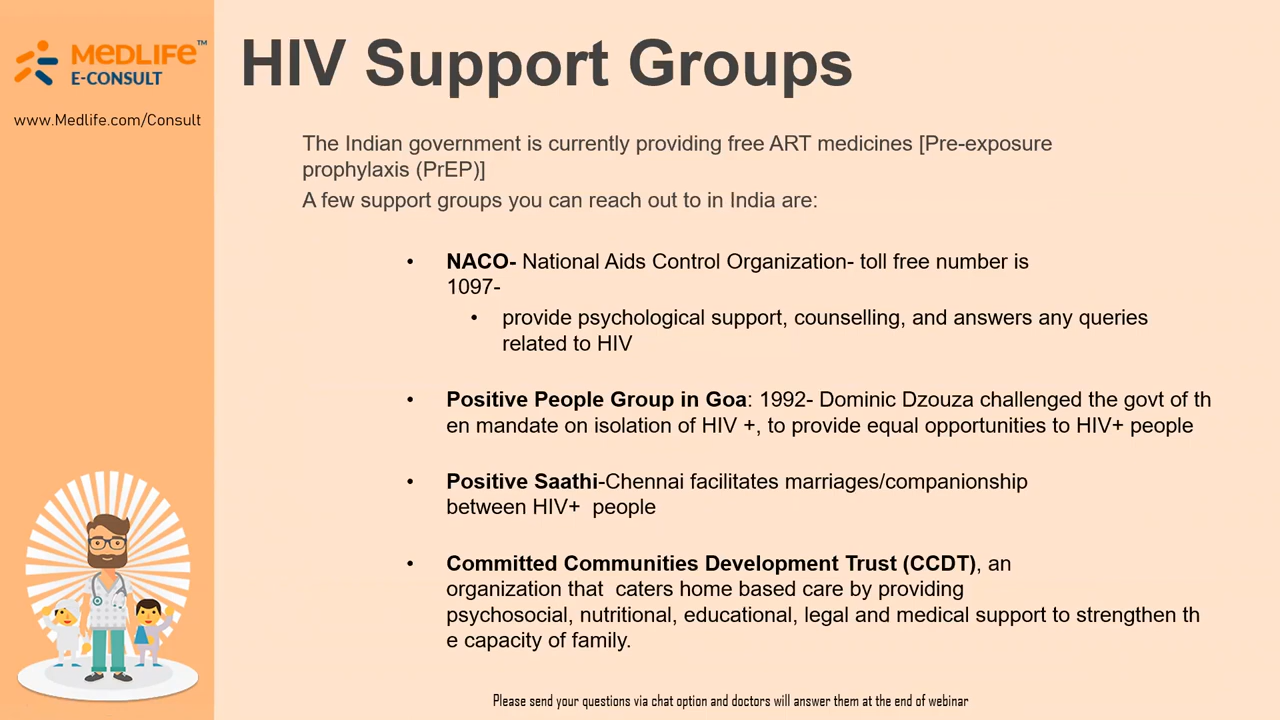 MEDLIFE™
E-CONSULT
www.Medlife.com/Consult
HIV Support Groups
The Indian government is currently providing free ART medicines [Pre-exposure
prophylaxis (PrEP)]
A few support groups you can reach out to in India are:
• NACO- National Aids Control Organization- toll free number is
1097-
• provide psychological support, counselling, and answers any queries
related to HIV
• Positive People Group in Goa: 1992- Dominic Dzouza challenged the govt of th
en mandate on isolation of HIV +, to provide equal opportunities to HIV+ people
• Positive Saathi-Chennai facilitates marriages/companionship
between HIV+ people
• Committed Communities Development Trust (CCDT), an
organization that caters home based care by providing
psychosocial, nutritional, educational, legal and medical support to strengthen th
e capacity of family.
Please send your questions via chat option and doctors will answer them at the end of webinar